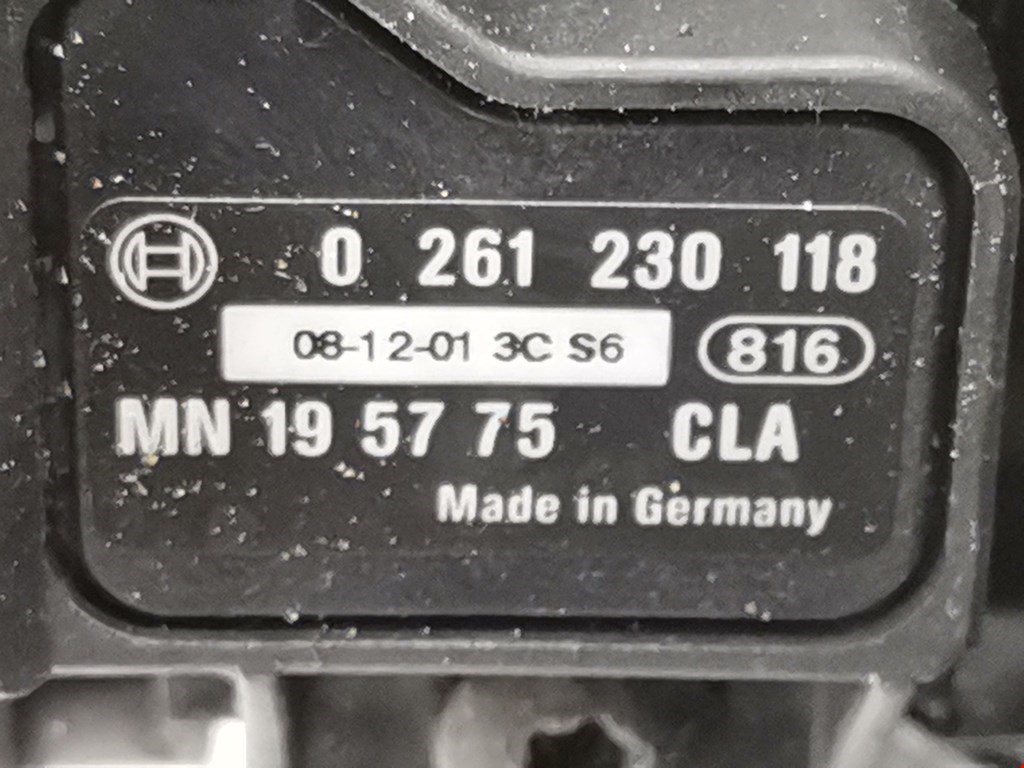 0 261 230 118
08-12-01 3C S6 816
MN 19 57 75 CLA
Made in Germany